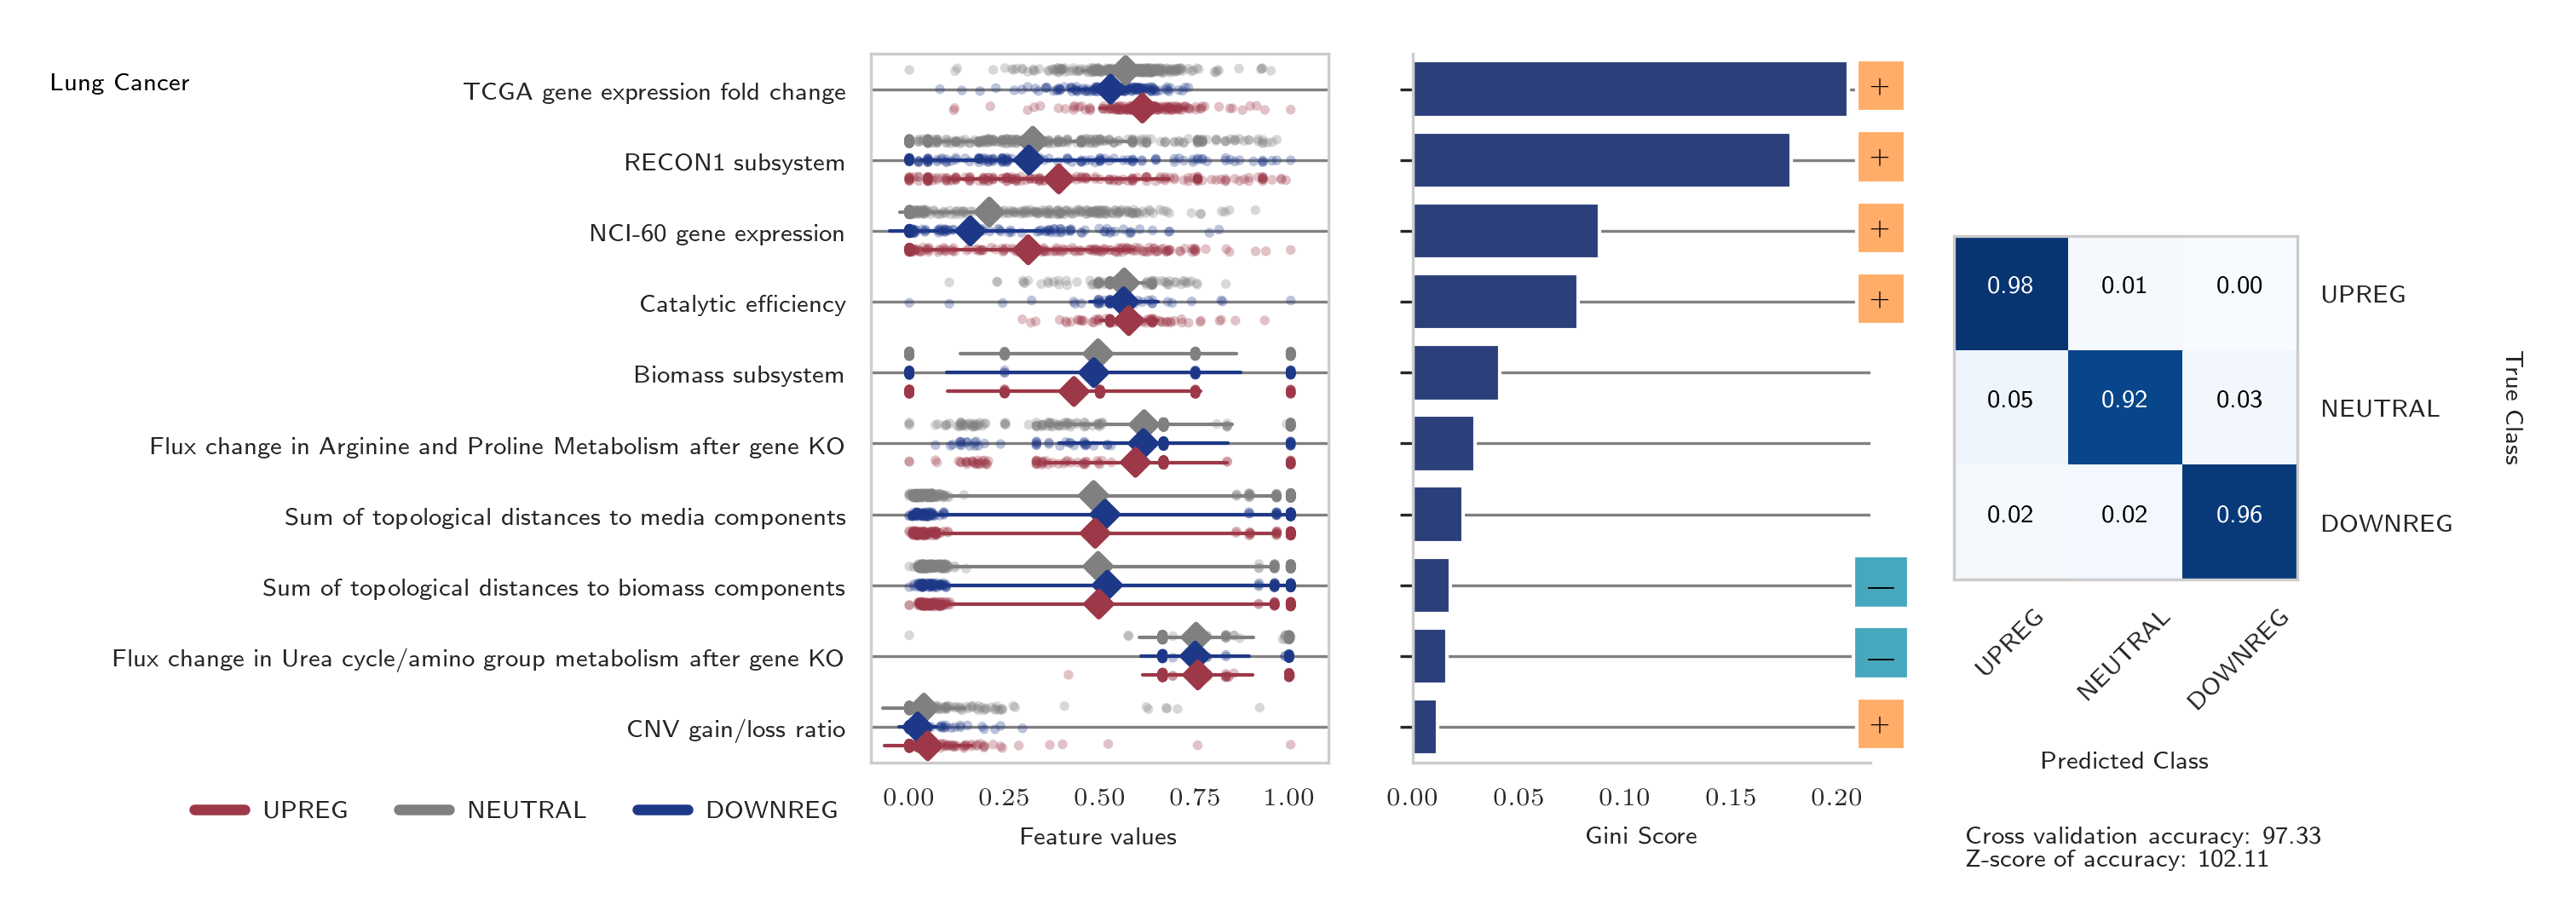 Lung Cancer
TCGA gene expression fold change
RECON1 subsystem
NCI-60 gene expression
Catalytic efficiency
Biomass subsystem
Flux change in Arginine and Proline Metabolism after gene KO
Sum of topological distances to media components
Sum of topological distances to biomass components
Flux change in Urea cycle/amino group metabolism after gene KO
CNV gain/loss ratio
UPREG NEUTRAL DOWNREG
0.00 0.25 0.50 0.75 1.00
Feature values
+
+
+
+
—
—
+
0.00 0.05 0.10 0.15 0.20
Gini Score
0.98 0.01 0.00 UPREG
0.05 0.92 0.03 NEUTRAL
0.02 0.02 0.96 DOWNREG
True Class
UPREG NEUTRAL DOWNREG
Predicted Class
Cross validation accuracy: 97.33
Z-score of accuracy: 102.11